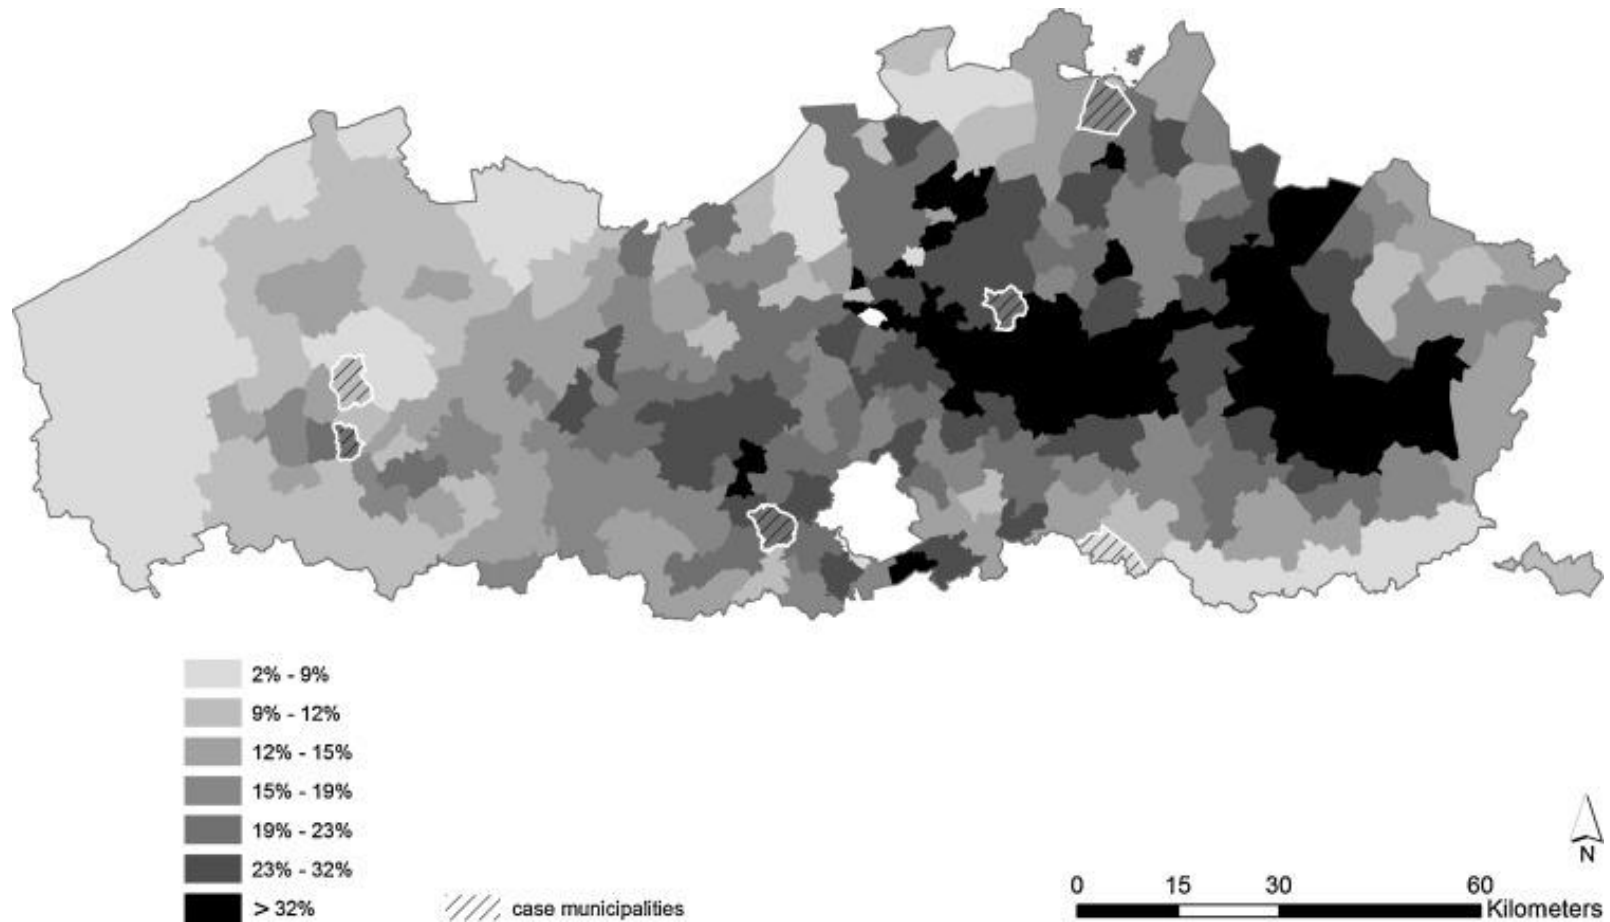 2% - 9%
9% - 12%
12% - 15%
15% - 19%
19% - 23%
23% - 32%
> 32%
case municipalities
0 15 30 60
Kilometers
N